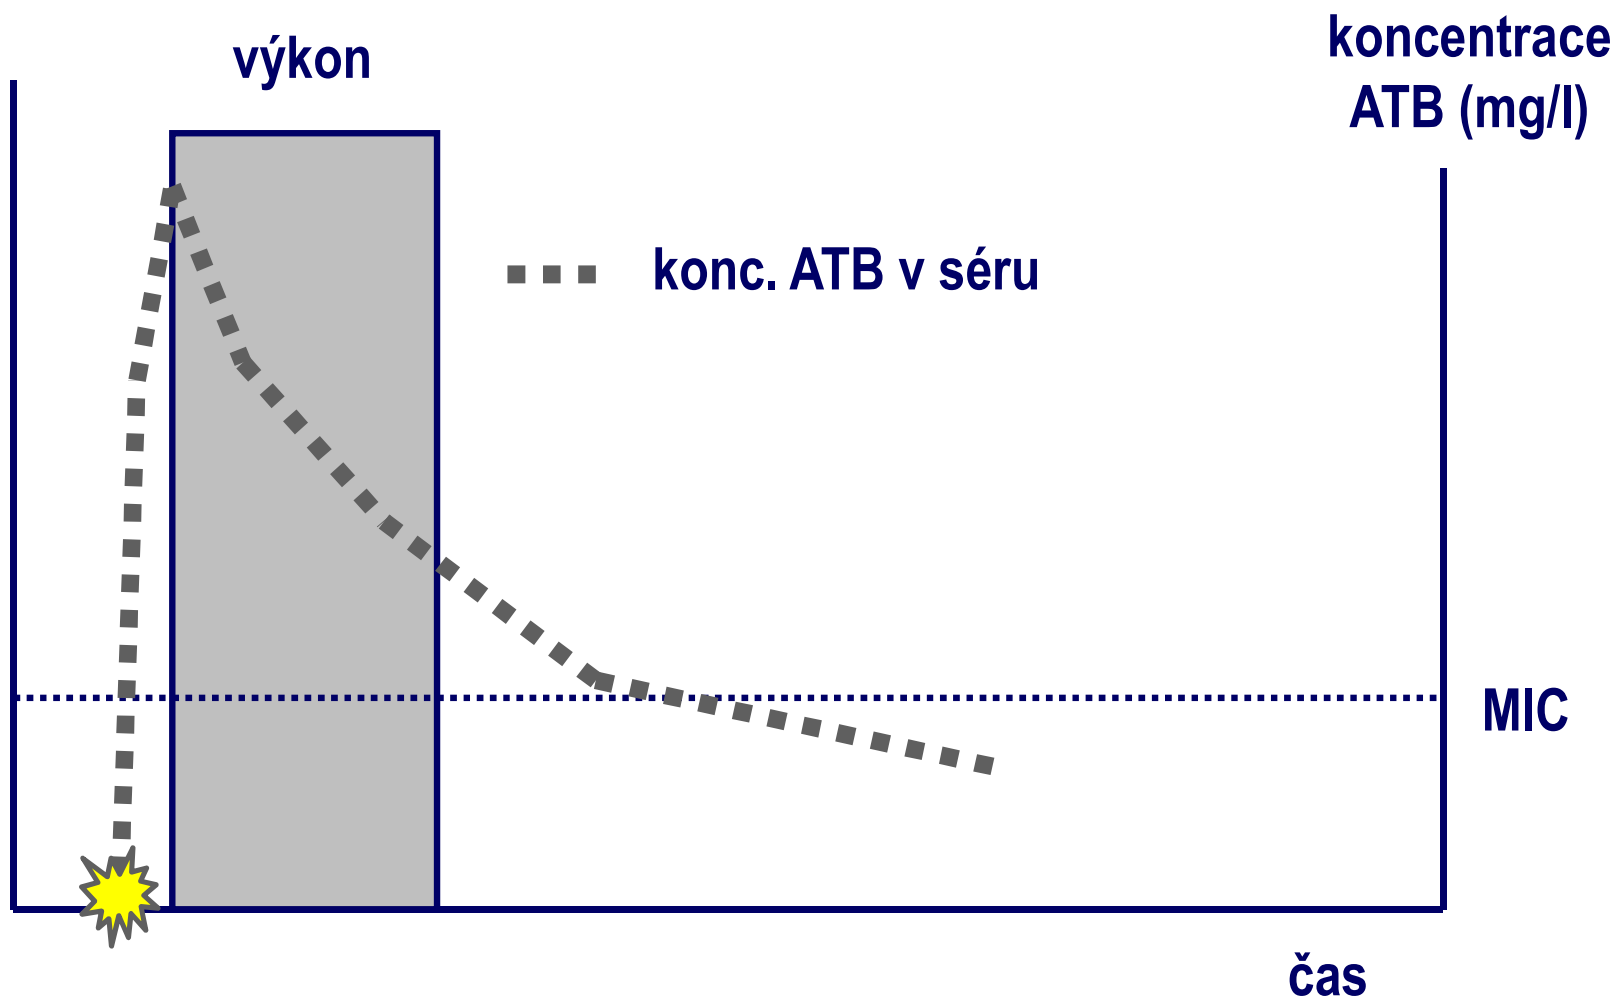 výkon
koncentrace
ATB (mg/l)
konc. ATB v séru
MIC
čas